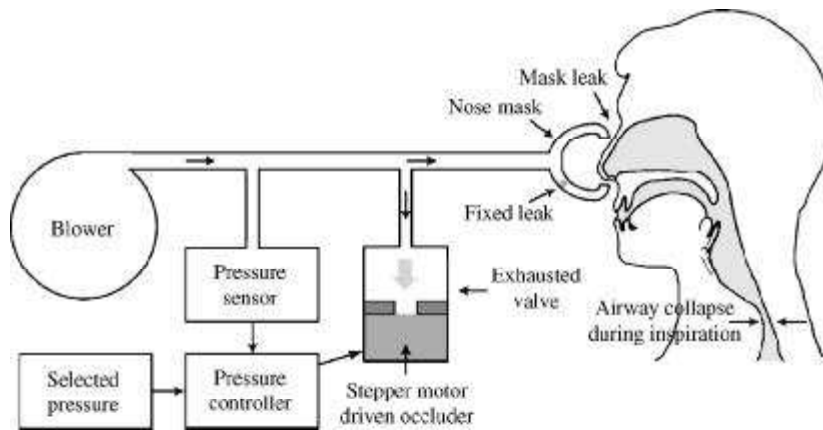 Mask leak
Nose mask
Fixed leak
Blower
Pressure
sensor
Exhausted
valve
Airway collapse
during inspiration
Selected
pressure
Pressure
controller
Stepper motor
driven occluder